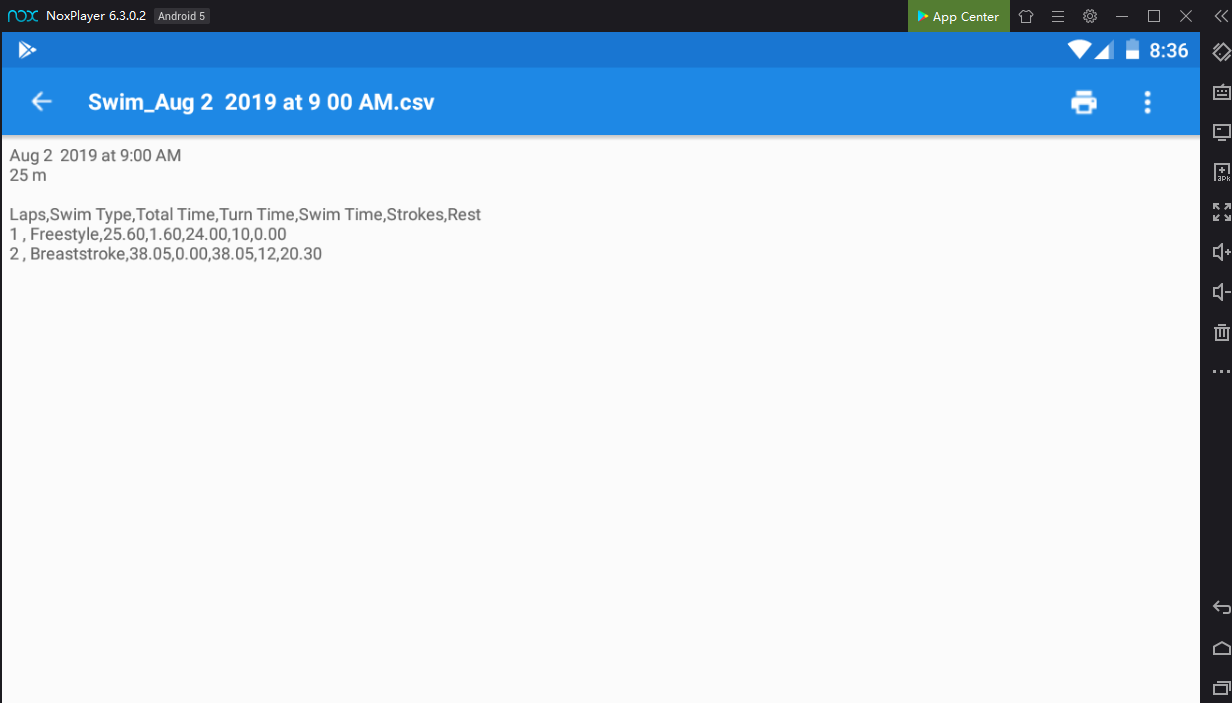 nox NoxPlayer 6.3.0.2 Android 5 App Center
8:36
Swim_Aug 2  2019 at 9 00 AM.csv
Aug 2  2019 at 9:00 AM
25 m
Laps,Swim Type,Total Time,Turn Time,Swim Time,Strokes,Rest
1 , Freestyle,25.60,1.60,24.00,10,0.00
2 , Breaststroke,38.05,0.00,38.05,12,20.30